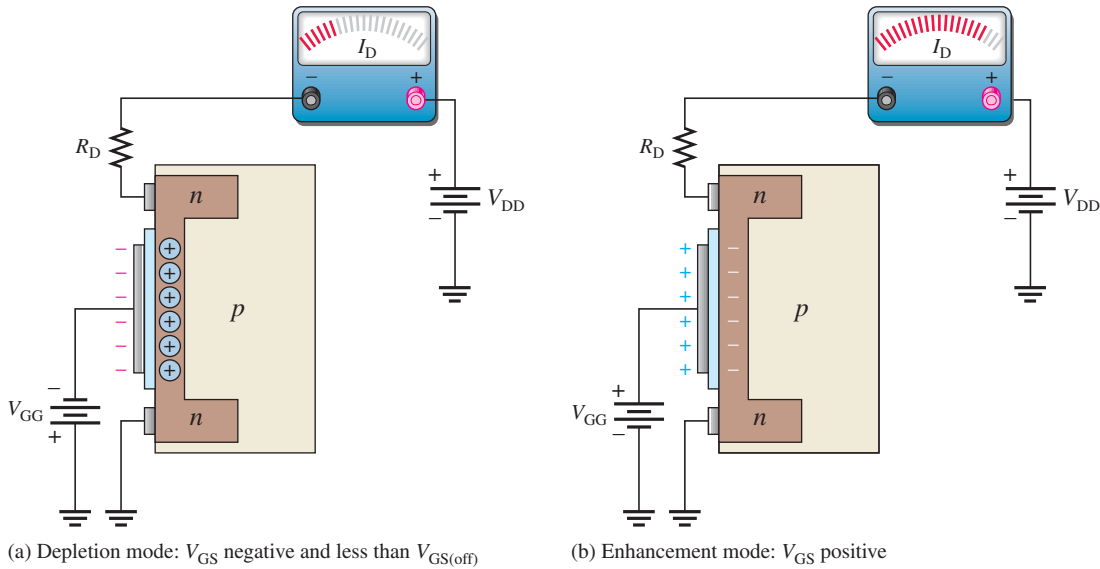 I_D
− +
R_D
n
+
V_DD
−
− +
− +
− +
p
− +
− +
− +
−
V_GG
+
n
(a) Depletion mode: V_GS negative and less than V_GS(off)
I_D
− +
R_D
n
+
V_DD
−
+ −
+ −
+ −
p
+ −
+ −
+ −
+
V_GG
−
n
(b) Enhancement mode: V_GS positive